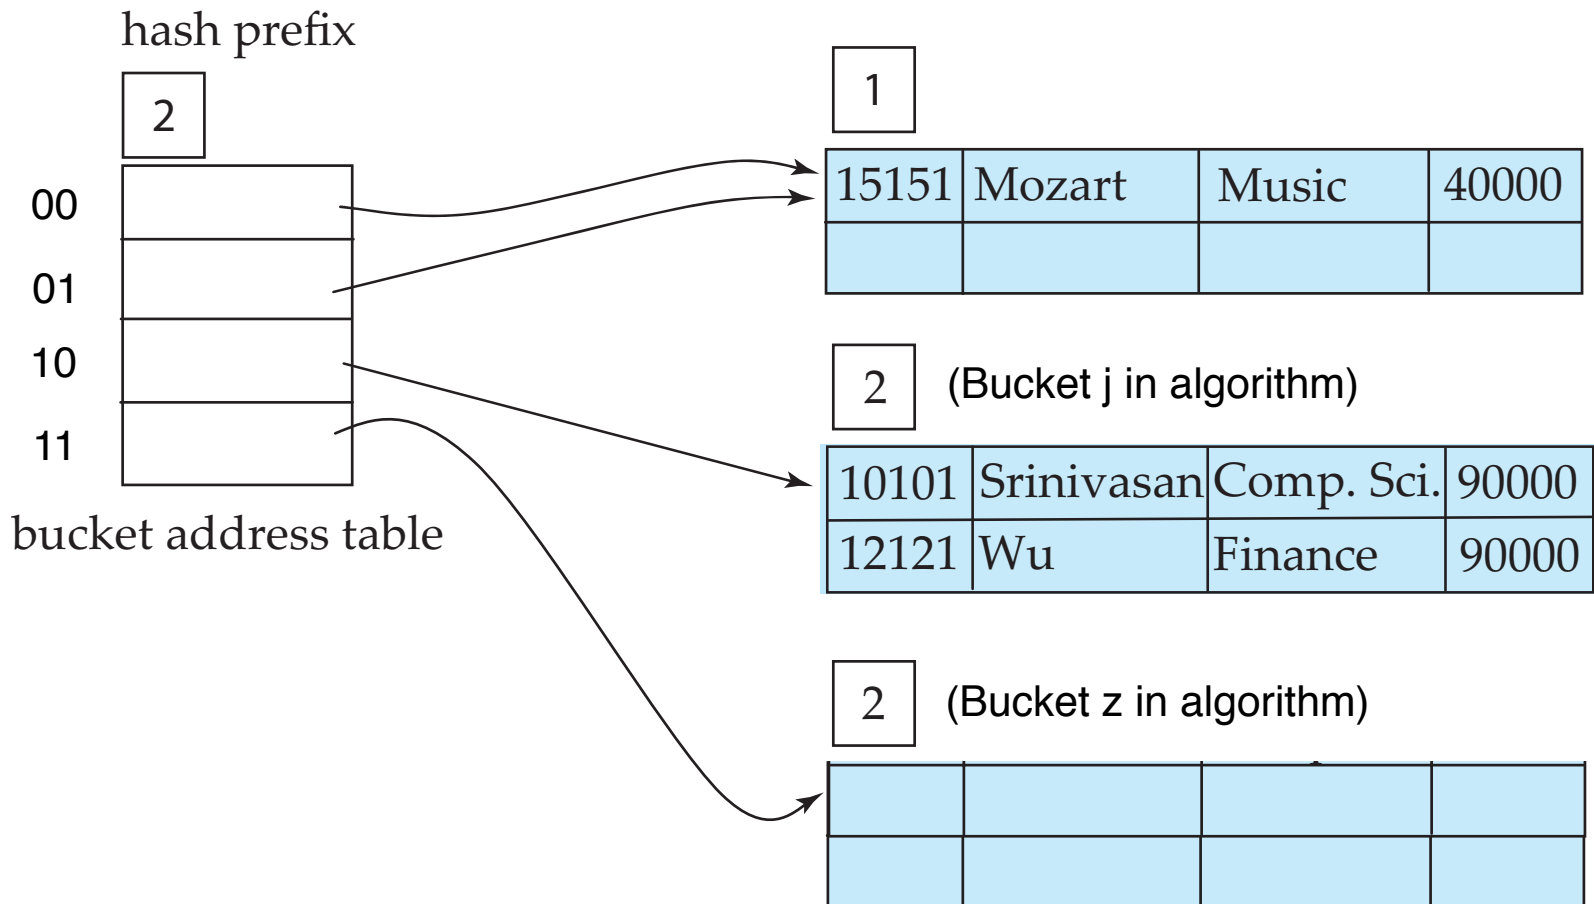 hash prefix
2
00
01
10
11
bucket address table
1
15151 Mozart Music 40000
2 (Bucket j in algorithm)
10101 Srinivasan Comp. Sci. 90000
12121 Wu Finance 90000
2 (Bucket z in algorithm)